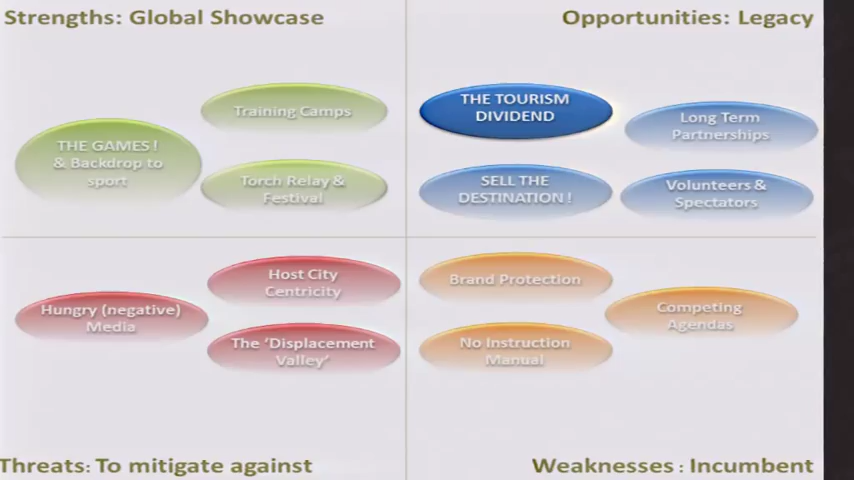 Strengths: Global Showcase
Opportunities: Legacy
THE GAMES !
& Backdrop to
sport
Training Camps
Torch Relay &
Festival
THE TOURISM
DIVIDEND
Long Term
Partnerships
SELL THE
DESTINATION !
Volunteers &
Spectators
Hungry (negative)
Media
Host City
Centricity
The ‘Displacement
Valley’
Brand Protection
Competing
Agendas
No Instruction
Manual
Threats: To mitigate against
Weaknesses : Incumbent